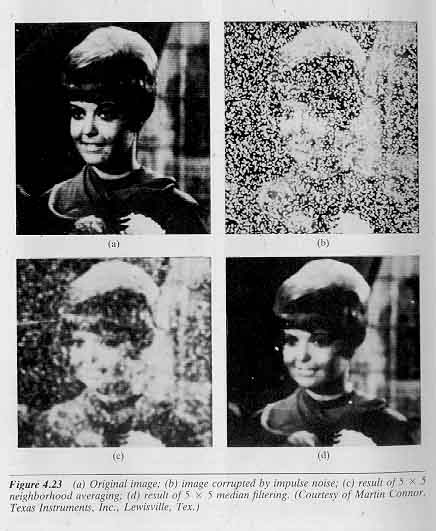 (a)
(b)
(c)
(d)
Figure 4.23 (a) Original image; (b) image corrupted by impulse noise; (c) result of 5 × 5
neighborhood averaging; (d) result of 5 × 5 median filtering. (Courtesy of Martin Connor,
Texas Instruments, Inc., Lewisville, Tex.)